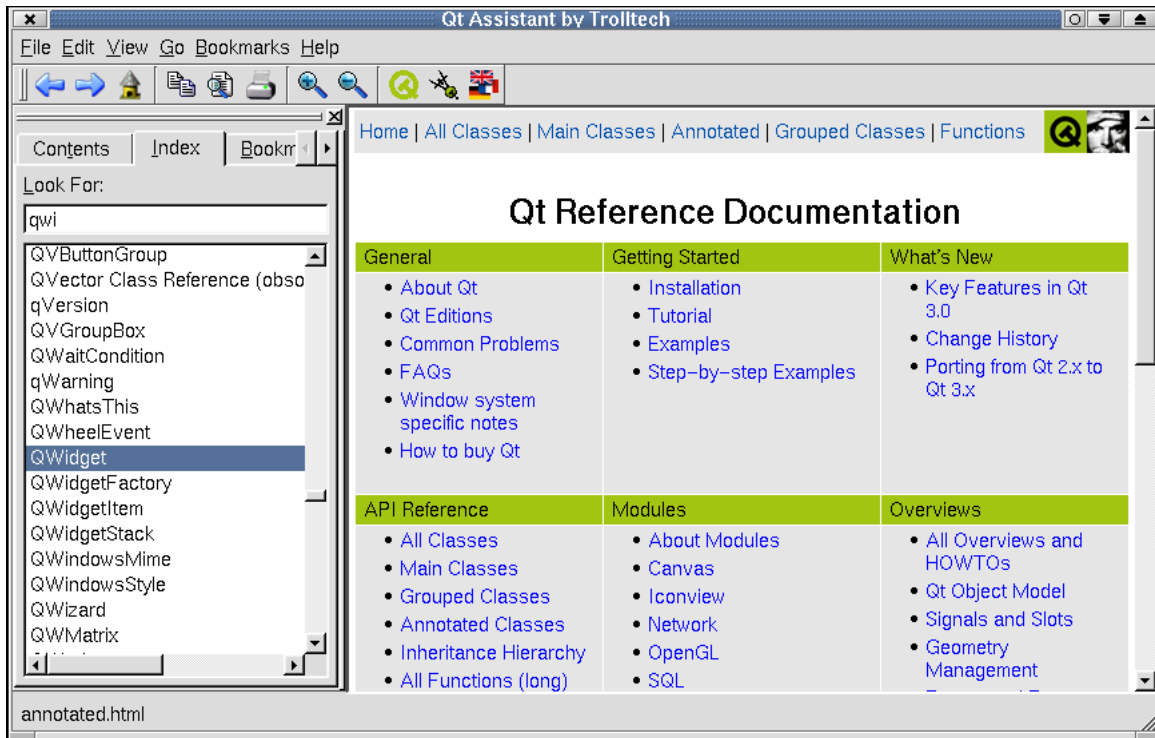 Qt Assistant by Trolltech
File Edit View Go Bookmarks Help
Contents Index Bookm
Look For:
qwi
QVButtonGroup
QVector Class Reference (obso
qVersion
QVGroupBox
QWaitCondition
qWarning
QWhatsThis
QWheelEvent
QWidget
QWidgetFactory
QWidgetItem
QWidgetStack
QWindowsMime
QWindowsStyle
QWizard
QWMatrix
Home | All Classes | Main Classes | Annotated | Grouped Classes | Functions
Qt Reference Documentation
General
• About Qt
• Qt Editions
• Common Problems
• FAQs
• Window system
specific notes
• How to buy Qt
Getting Started
• Installation
• Tutorial
• Examples
• Step-by-step Examples
What's New
• Key Features in Qt
3.0
• Change History
• Porting from Qt 2.x to
Qt 3.x
API Reference
• All Classes
• Main Classes
• Grouped Classes
• Annotated Classes
• Inheritance Hierarchy
• All Functions (long)
Modules
• About Modules
• Canvas
• Iconview
• Network
• OpenGL
• SQL
Overviews
• All Overviews and
HOWTOs
• Qt Object Model
• Signals and Slots
• Geometry
Management
annotated.html